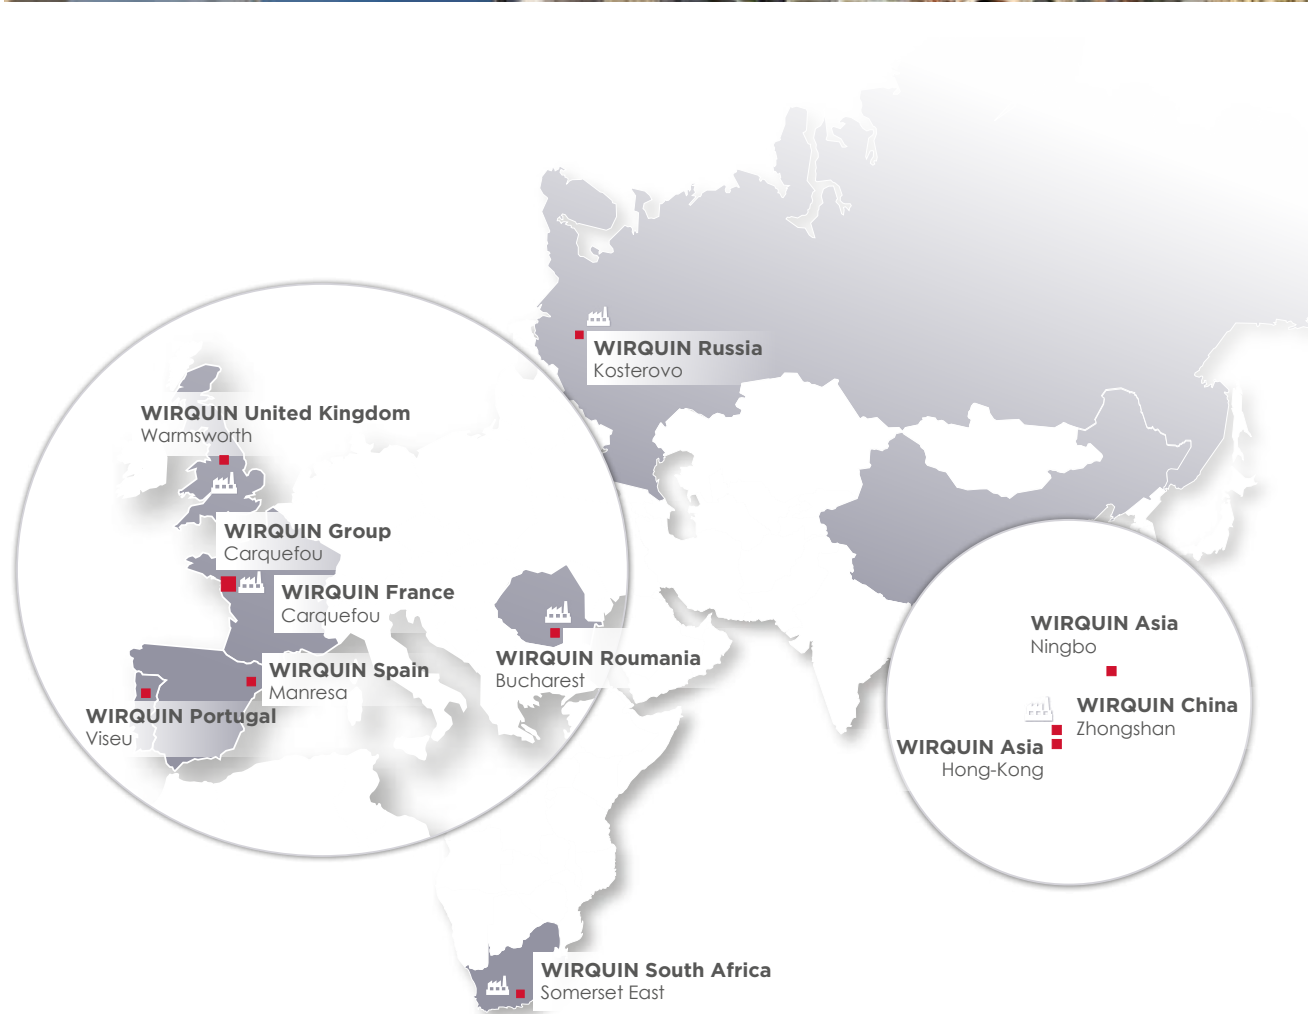 WIRQUIN Russia
Kosterovo
WIRQUIN United Kingdom
Warmsworth
WIRQUIN Group
Carquefou
WIRQUIN France
Carquefou
WIRQUIN Spain
Manresa
WIRQUIN Portugal
Viseu
WIRQUIN Roumania
Bucharest
WIRQUIN Asia
Ningbo
WIRQUIN China
Zhongshan
WIRQUIN Asia
Hong-Kong
WIRQUIN South Africa
Somerset East